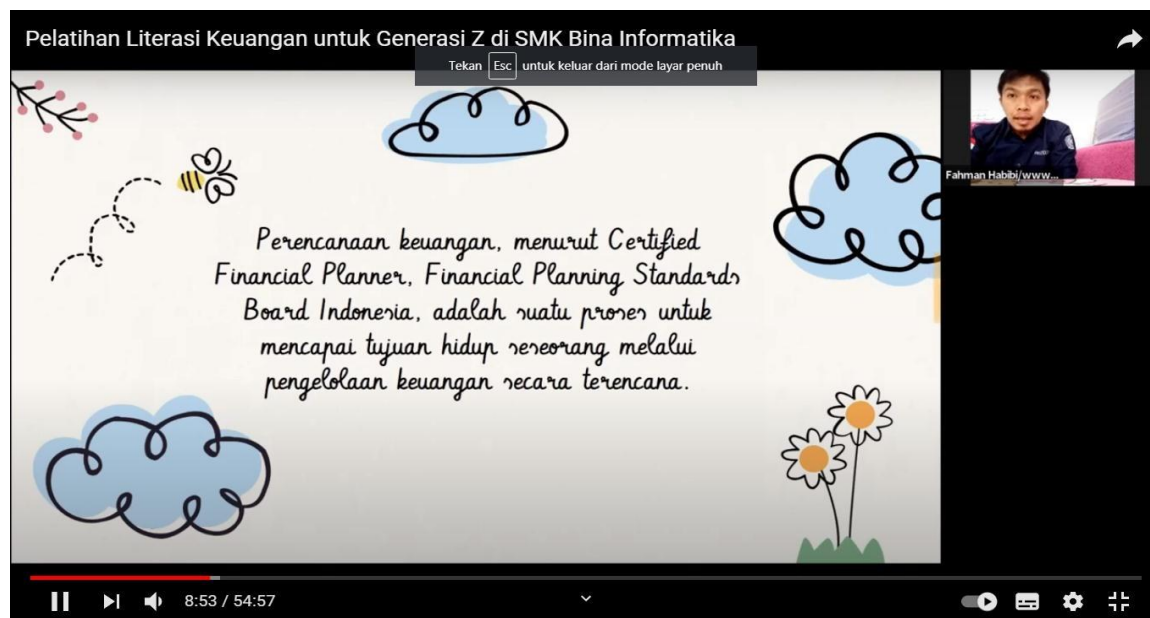 Pelatihan Literasi Keuangan untuk Generasi Z di SMK Bina Informatika
Tekan Esc untuk keluar dari mode layar penuh
Fahman Habibi/www...
Perencanaan keuangan, menurut Certified
Financial Planner, Financial Planning Standards
Board Indonesia, adalah suatu proses untuk
mencapai tujuan hidup seseorang melalui
pengelolaan keuangan secara terencana.
8:53 / 54:57